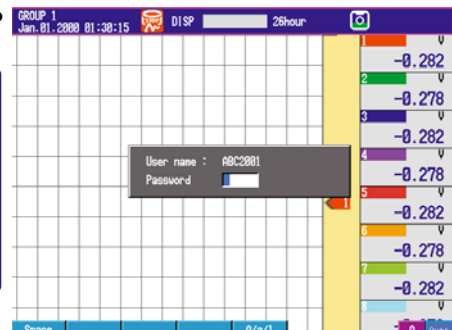 GROUP 1
Jan.01.2000 01:30:15
DISP
26hour
1 V
-0.282
2 V
-0.278
3 V
-0.282
4 V
-0.278
5 V
-0.282
6 V
-0.278
7 V
-0.282
8 V
User name : ABC2001
Password
1
Space
A/a/1
A